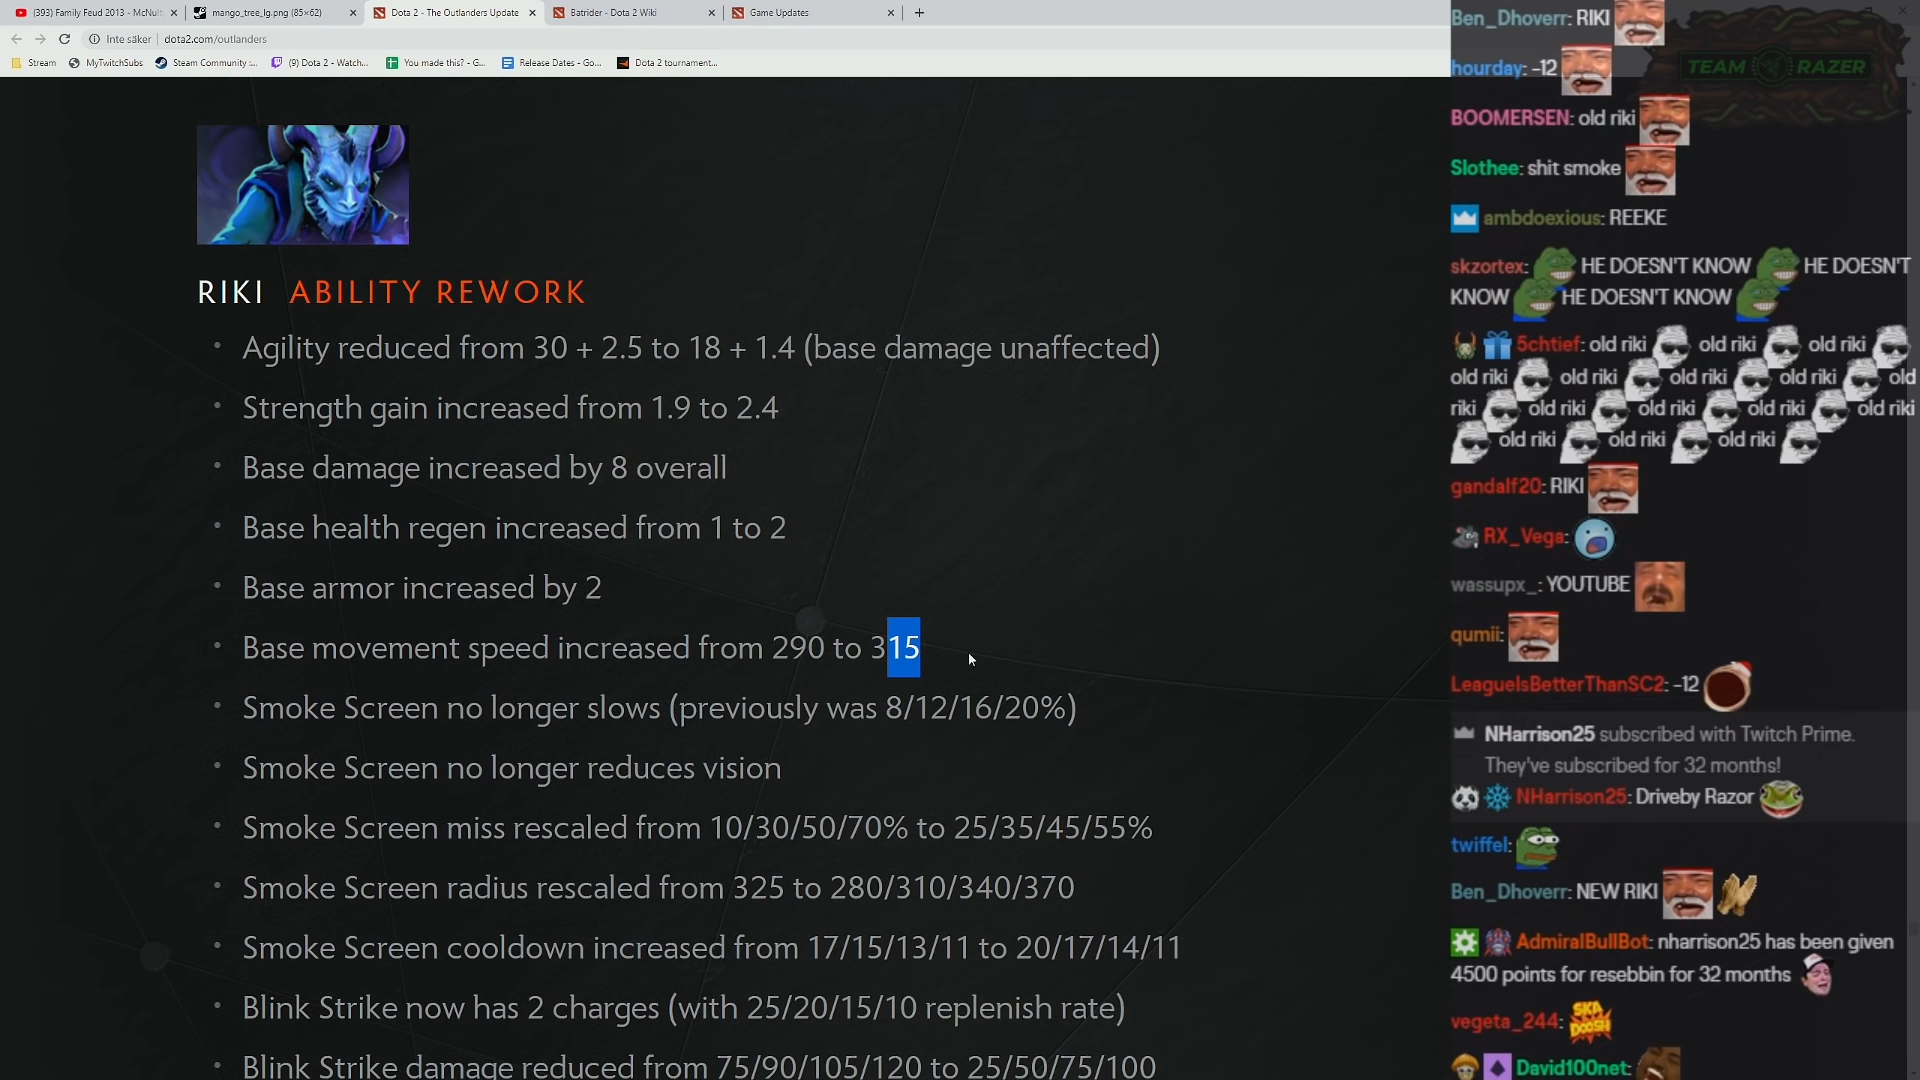 (393) Family Feud 2013 - McNult
mango_tree_lg.png (85×62)
Dota 2 - The Outlanders Update
Batrider - Dota 2 Wiki
Game Updates
Inte säker | dota2.com/outlanders
Stream
MyTwitchSubs
Steam Community :...
(9) Dota 2 - Watch...
You made this? - G...
Release Dates - Go...
Dota 2 tournament...
RIKI ABILITY REWORK
• Agility reduced from 30 + 2.5 to 18 + 1.4 (base damage unaffected)
• Strength gain increased from 1.9 to 2.4
• Base damage increased by 8 overall
• Base health regen increased from 1 to 2
• Base armor increased by 2
• Base movement speed increased from 290 to 315
• Smoke Screen no longer slows (previously was 8/12/16/20%)
• Smoke Screen no longer reduces vision
• Smoke Screen miss rescaled from 10/30/50/70% to 25/35/45/55%
• Smoke Screen radius rescaled from 325 to 280/310/340/370
• Smoke Screen cooldown increased from 17/15/13/11 to 20/17/14/11
• Blink Strike now has 2 charges (with 25/20/15/10 replenish rate)
• Blink Strike damage reduced from 75/90/105/120 to 25/50/75/100
TEAM RAZER
Ben_Dhoverr: RIKI
hourday: -12
BOOMERSEN: old riki
Slothee: shit smoke
ambdoexious: REEKE
skzortex: HE DOESN'T KNOW HE DOESN'T
KNOW HE DOESN'T KNOW
5chtief: old riki old riki old riki
old riki old riki old riki old riki old
riki old riki old riki old riki old riki
old riki old riki old riki
gandalf20: RIKI
RX_Vega:
wassupx_: YOUTUBE
qumii:
LeagueIsBetterThanSC2: -12
NHarrison25 subscribed with Twitch Prime.
They've subscribed for 32 months!
NHarrison25: Driveby Razor
twiffel:
Ben_Dhoverr: NEW RIKI
AdmiralBullBot: nharrison25 has been given
4500 points for resebbin for 32 months
vegeta_244: SKA DOOSH
David100net: